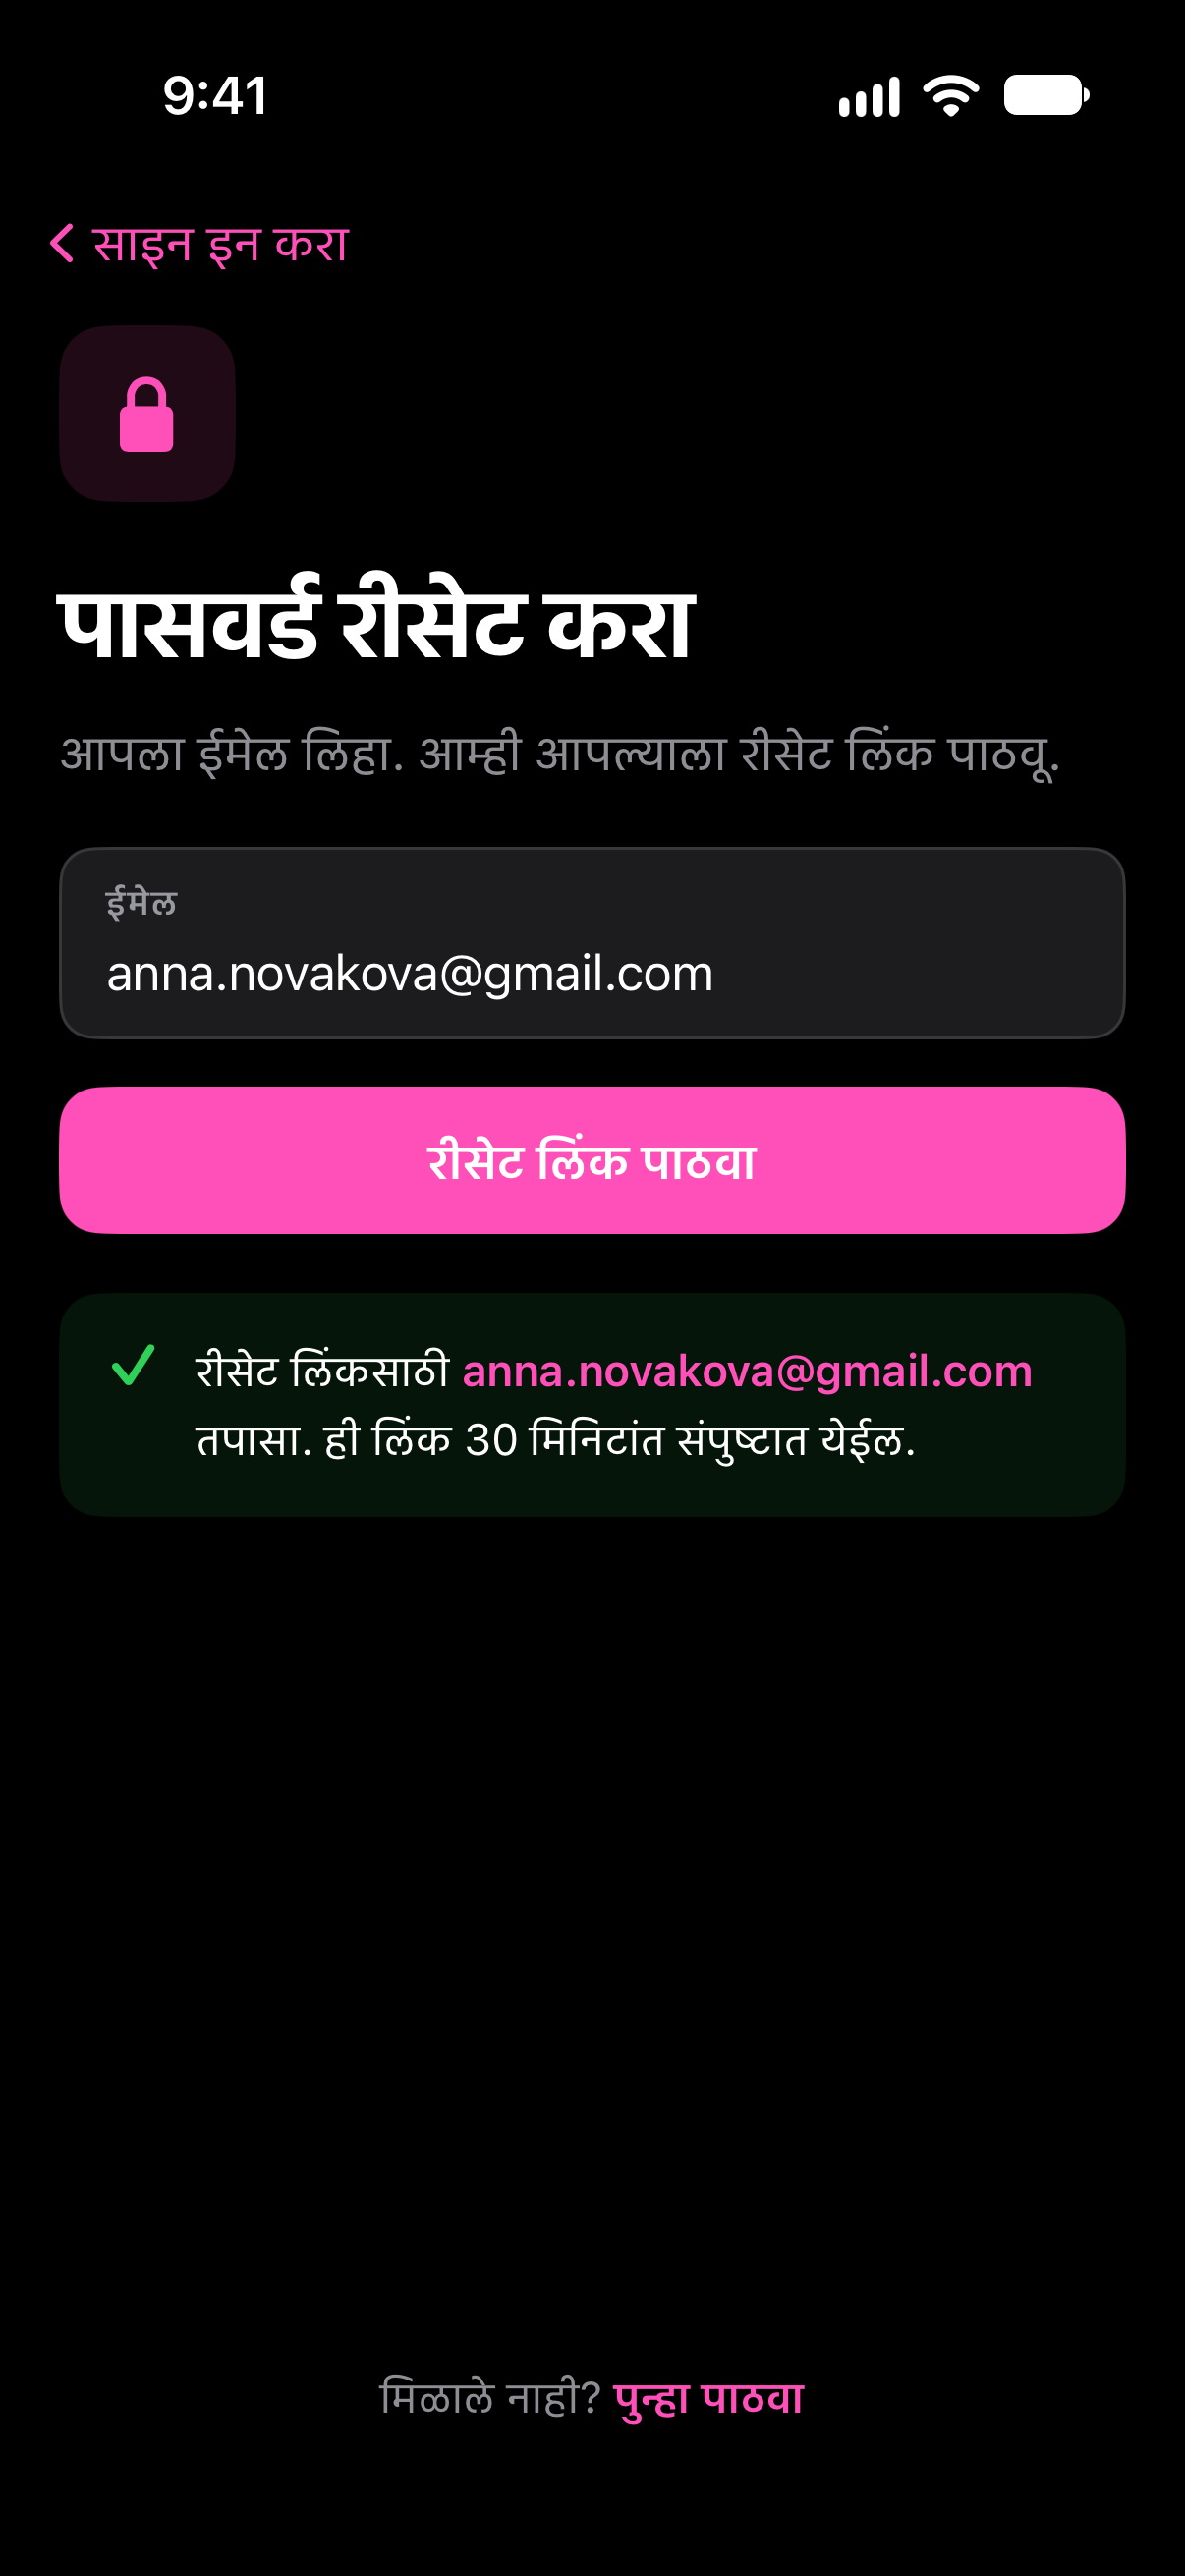 9:41
साइन इन करा
पासवर्ड रीसेट करा
आपला ईमेल लिहा. आम्ही आपल्याला रीसेट लिंक पाठवू.
ईमेल
anna.novakova@gmail.com
रीसेट लिंक पाठवा
रीसेट लिंकसाठी anna.novakova@gmail.com
तपासा. ही लिंक 30 मिनिटांत संपुष्टात येईल.
मिळाले नाही? पुन्हा पाठवा